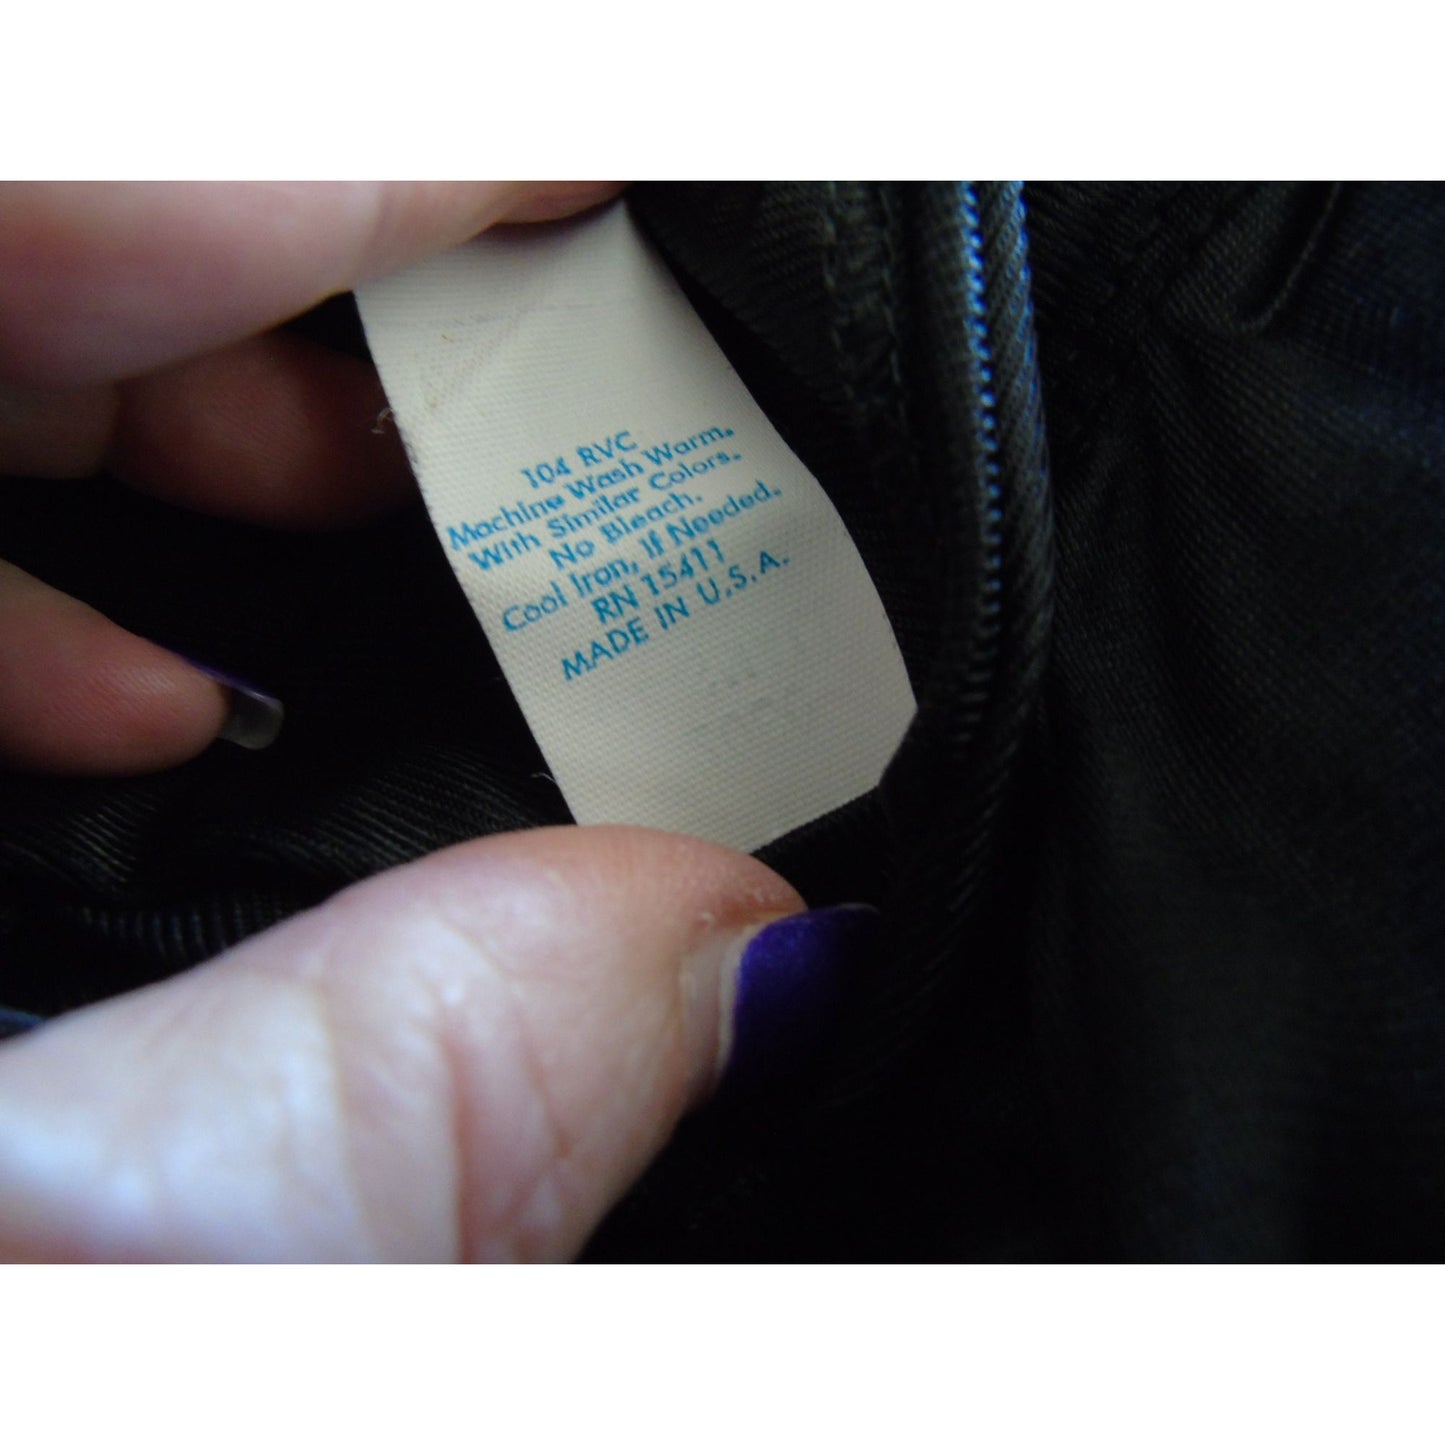 104 RVC
Machine Wash Warm.
With Similar Colors.
No Bleach.
Cool Iron, If Needed.
RN 15411
MADE IN U.S.A.